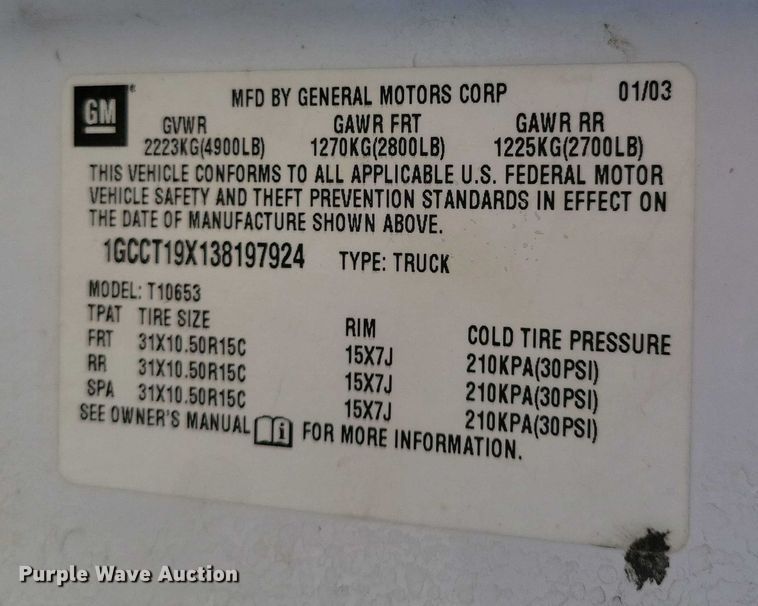 GM
MFD BY GENERAL MOTORS CORP 01/03
GVWR GAWR FRT GAWR RR
2223KG(4900LB) 1270KG(2800LB) 1225KG(2700LB)
THIS VEHICLE CONFORMS TO ALL APPLICABLE U.S. FEDERAL MOTOR
VEHICLE SAFETY AND THEFT PREVENTION STANDARDS IN EFFECT ON
THE DATE OF MANUFACTURE SHOWN ABOVE.
1GCCT19X138197924 TYPE: TRUCK
MODEL: T10653
TPAT TIRE SIZE RIM COLD TIRE PRESSURE
FRT 31X10.50R15C 15X7J 210KPA(30PSI)
RR 31X10.50R15C 15X7J 210KPA(30PSI)
SPA 31X10.50R15C 15X7J 210KPA(30PSI)
SEE OWNER'S MANUAL i FOR MORE INFORMATION.
Purple Wave Auction